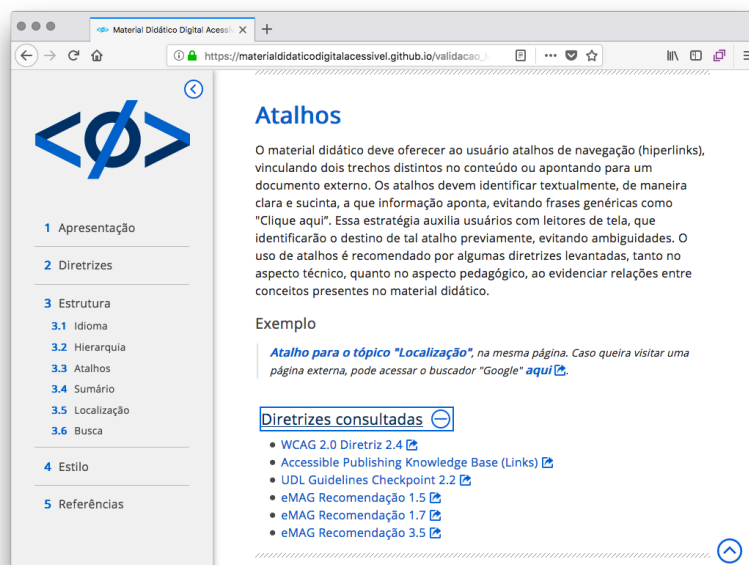 Material Didático Digital Acessí
https://materialdidaticodigitalacessivel.github.io/validacao_
1 Apresentação
2 Diretrizes
3 Estrutura
3.1 Idioma
3.2 Hierarquia
3.3 Atalhos
3.4 Sumário
3.5 Localização
3.6 Busca
4 Estilo
5 Referências
Atalhos
O material didático deve oferecer ao usuário atalhos de navegação (hiperlinks),
vinculando dois trechos distintos no conteúdo ou apontando para um
documento externo. Os atalhos devem identificar textualmente, de maneira
clara e sucinta, a que informação aponta, evitando frases genéricas como
"Clique aqui”. Essa estratégia auxilia usuários com leitores de tela, que
identificarão o destino de tal atalho previamente, evitando ambiguidades. O
uso de atalhos é recomendado por algumas diretrizes levantadas, tanto no
aspecto técnico, quanto no aspecto pedagógico, ao evidenciar relações entre
conceitos presentes no material didático.
Exemplo
Atalho para o tópico "Localização", na mesma página. Caso queira visitar uma
página externa, pode acessar o buscador "Google" aqui.
Diretrizes consultadas
WCAG 2.0 Diretriz 2.4
Accessible Publishing Knowledge Base (Links)
UDL Guidelines Checkpoint 2.2
eMAG Recomendação 1.5
eMAG Recomendação 1.7
eMAG Recomendação 3.5